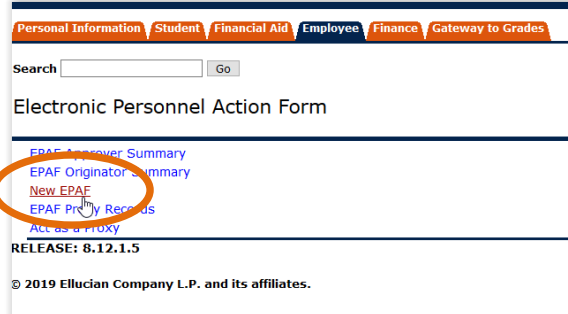 Personal Information Student Financial Aid Employee Finance Gateway to Grades
Search Go
Electronic Personnel Action Form
EPAF Approver Summary
EPAF Originator Summary
New EPAF
EPAF Proxy Records
Act as a Proxy
RELEASE: 8.12.1.5
© 2019 Ellucian Company L.P. and its affiliates.